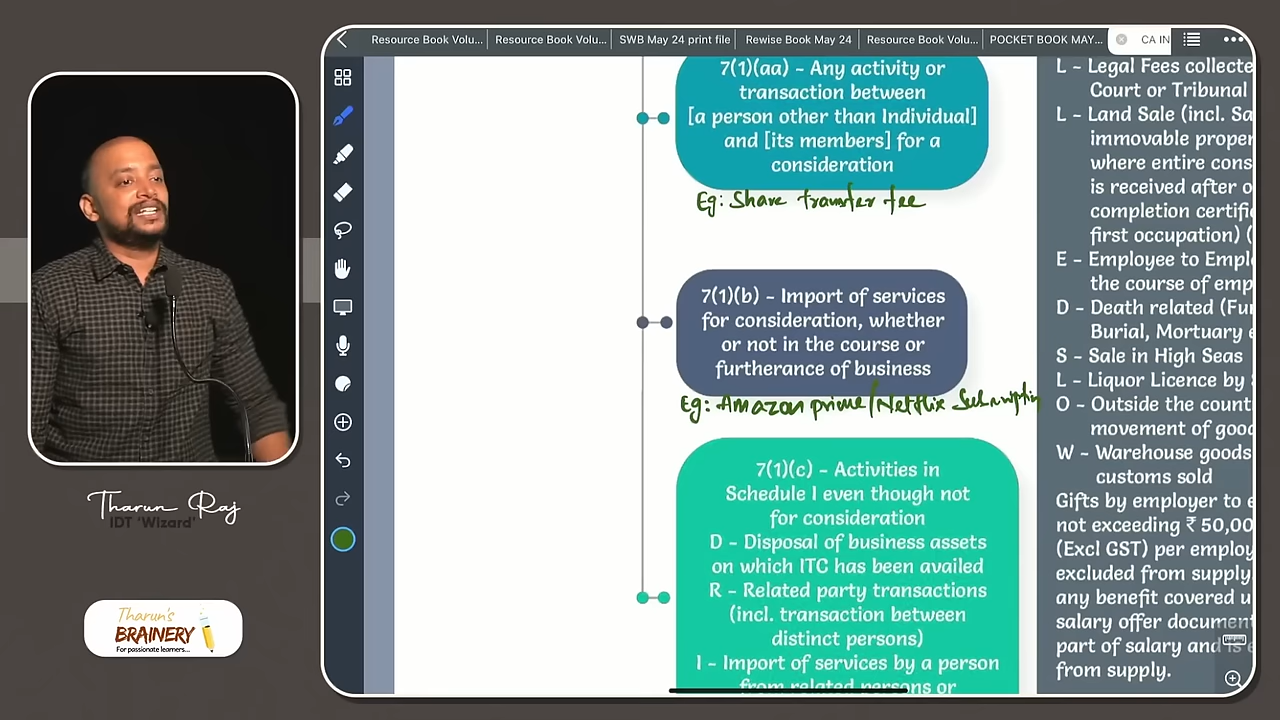 Resource Book Volu...
Resource Book Volu...
SWB May 24 print file
Rewise Book May 24
Resource Book Volu...
POCKET BOOK MAY...
CA IN
7(1)(aa) – Any activity or
transaction between
[a person other than Individual]
and [its members] for a
consideration
Eg: Share transfer fee
7(1)(b) – Import of services
for consideration, whether
or not in the course or
furtherance of business
Eg: Amazon prime/Netflix Subscription
7(1)(c) – Activities in
Schedule I even though not
for consideration
D – Disposal of business assets
on which ITC has been availed
R – Related party transactions
(incl. transaction between
distinct persons)
I – Import of services by a person
from related persons or
L – Legal Fees collecte
Court or Tribunal
L – Land Sale (incl. Sa
immovable proper
where entire cons
is received after o
completion certifi
first occupation) (
E – Employee to Empl
the course of emp
D – Death related (Fu
Burial, Mortuary e
S – Sale in High Seas
L – Liquor Licence by
O – Outside the count
movement of goo
W – Warehouse goods
customs sold
Gifts by employer to e
not exceeding ₹ 50,00
(Excl GST) per employ
excluded from supply
any benefit covered u
salary offer document
part of salary and is e
from supply.
Tharun Raj
IDT 'Wizard'
Tharun's
BRAINERY
For passionate learners...